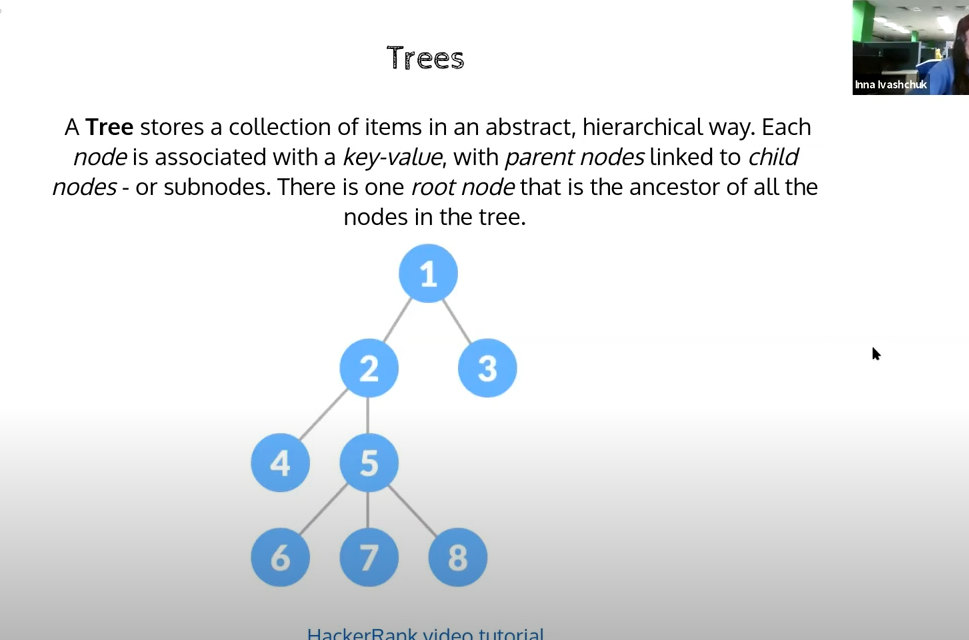 Trees
Inna Ivashchuk
A Tree stores a collection of items in an abstract, hierarchical way. Each
node is associated with a key-value, with parent nodes linked to child
nodes - or subnodes. There is one root node that is the ancestor of all the
nodes in the tree.
1
2 3
4 5
6 7 8
HackerRank video tutorial